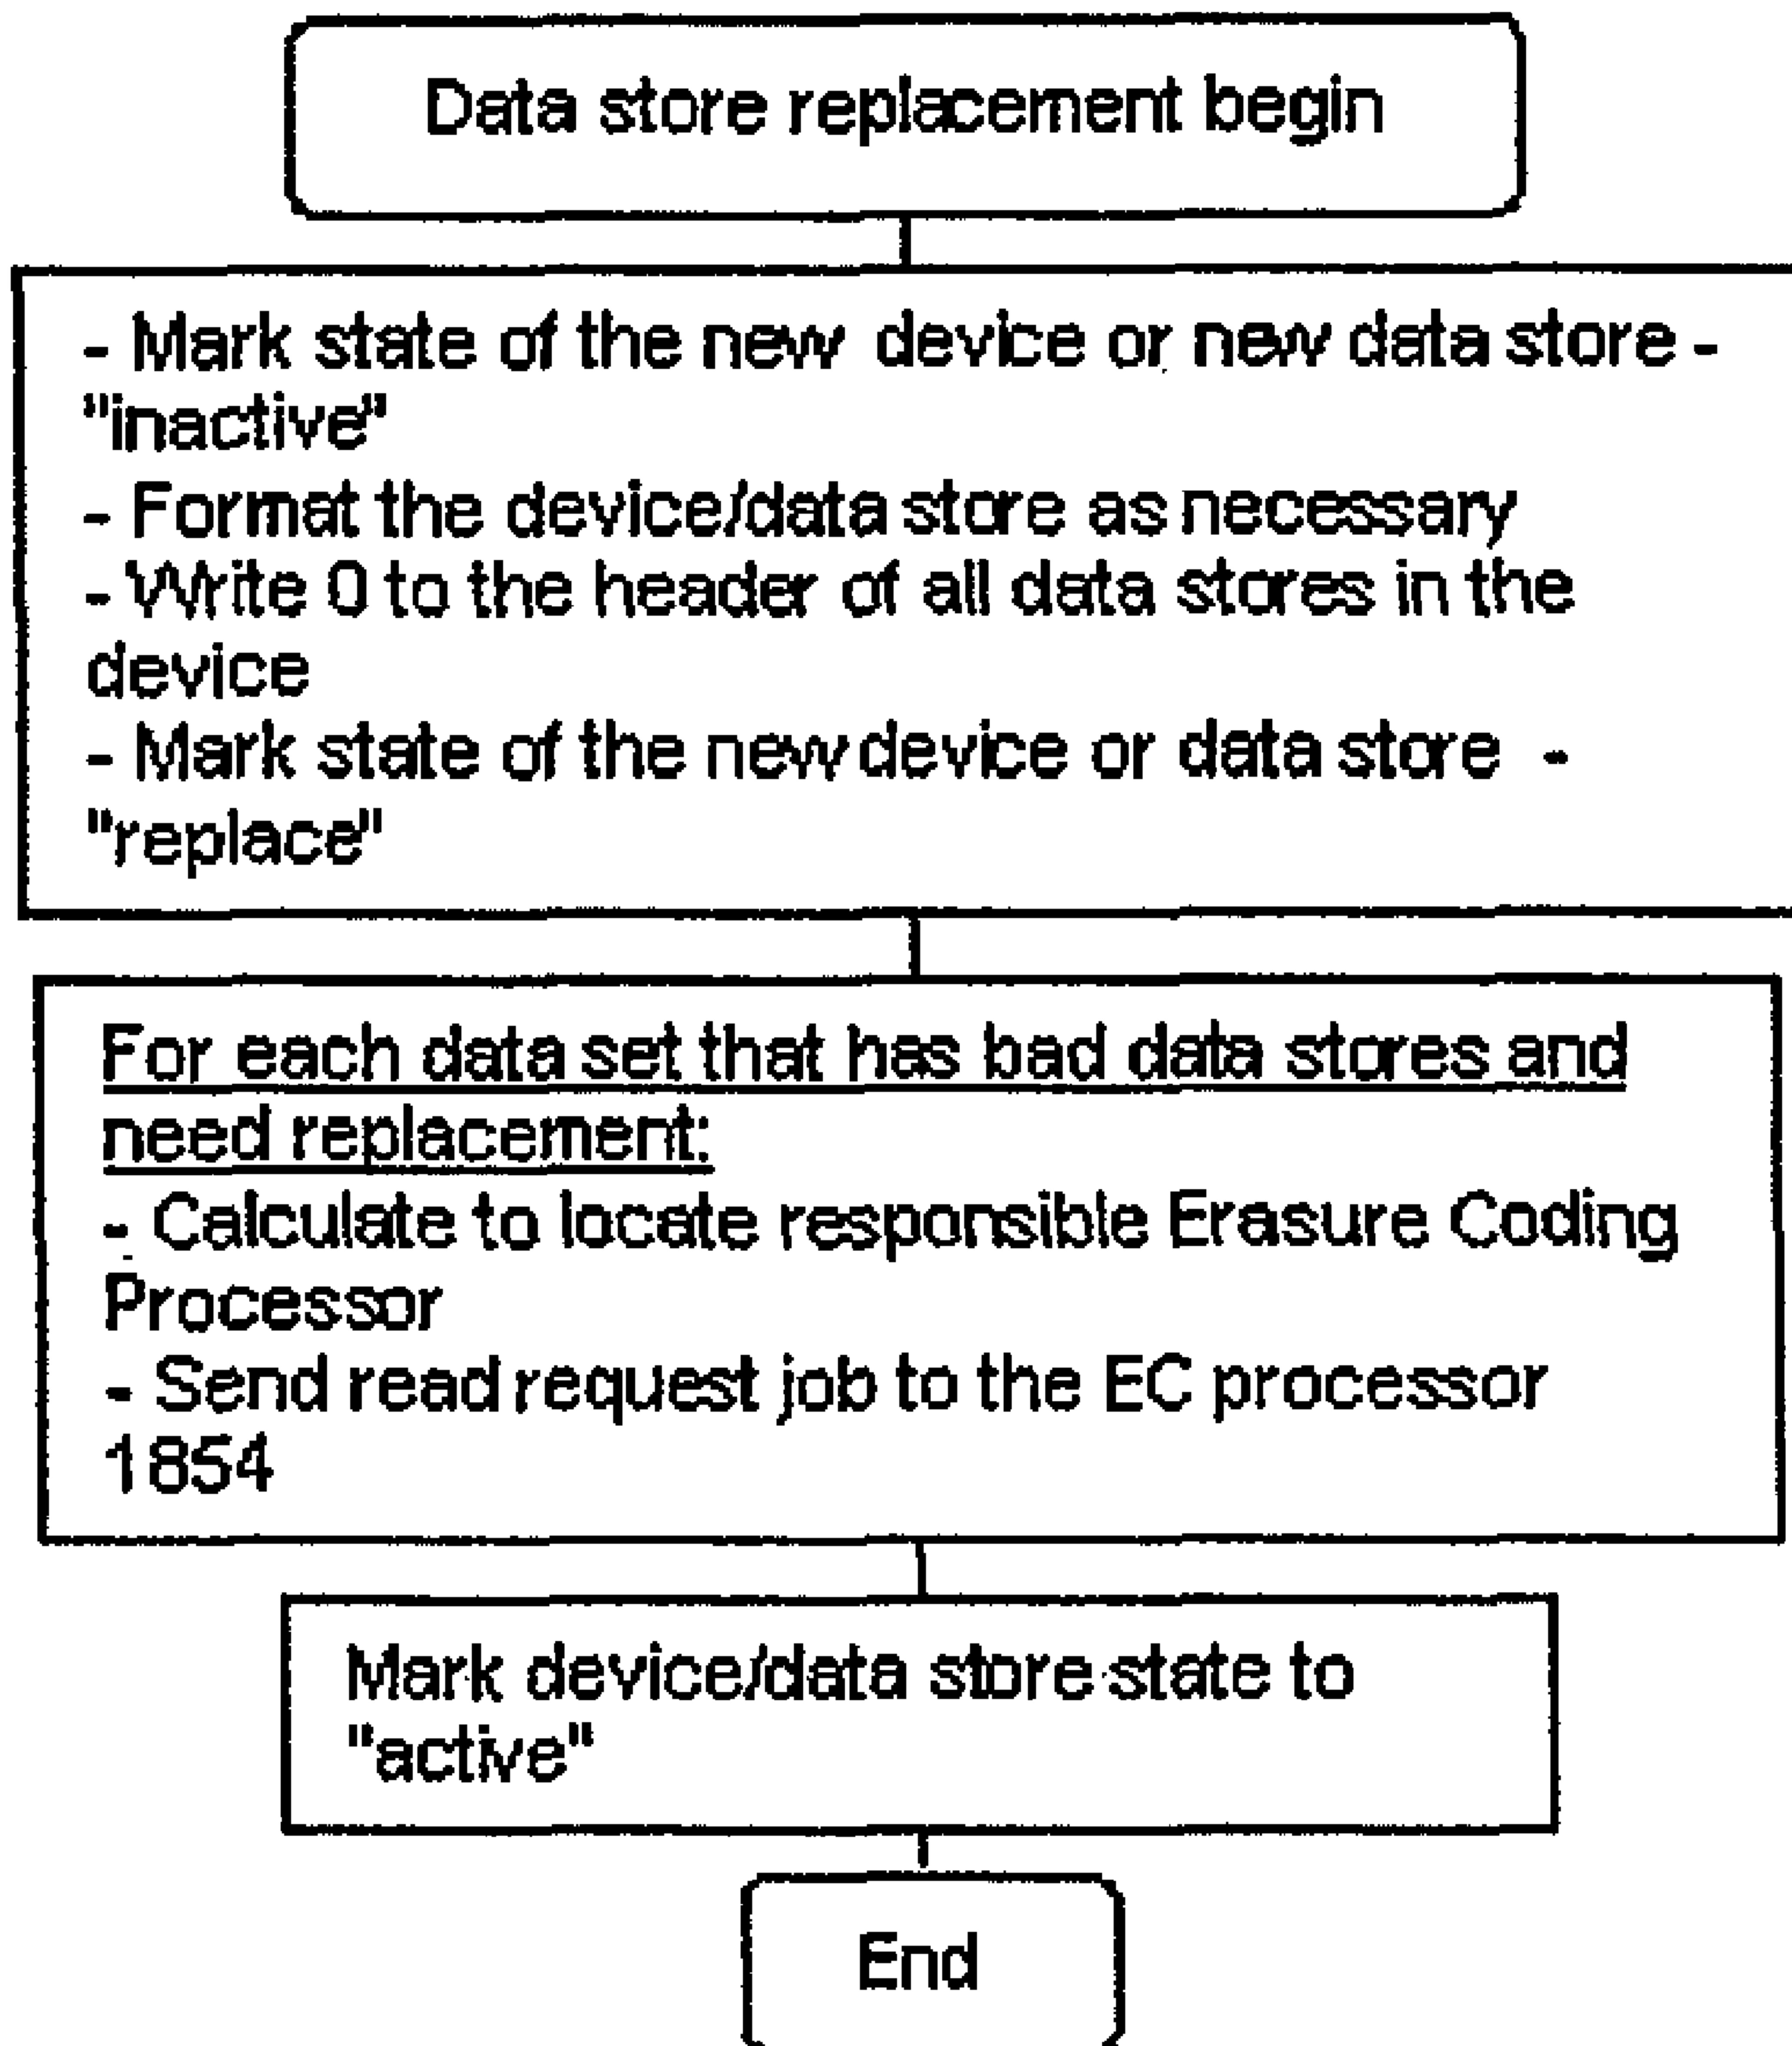 Data store replacement begin
- Mark state of the new device or new data store -
"inactive"
- Format the device/data store as necessary
- Write 0 to the header of all data stores in the
device
- Mark state of the new device or data store -
"replace"
For each data set that has bad data stores and
need replacement:
- Calculate to locate responsible Erasure Coding
Processor
- Send read request job to the EC processor
1854
Mark device/data store state to
"active"
End